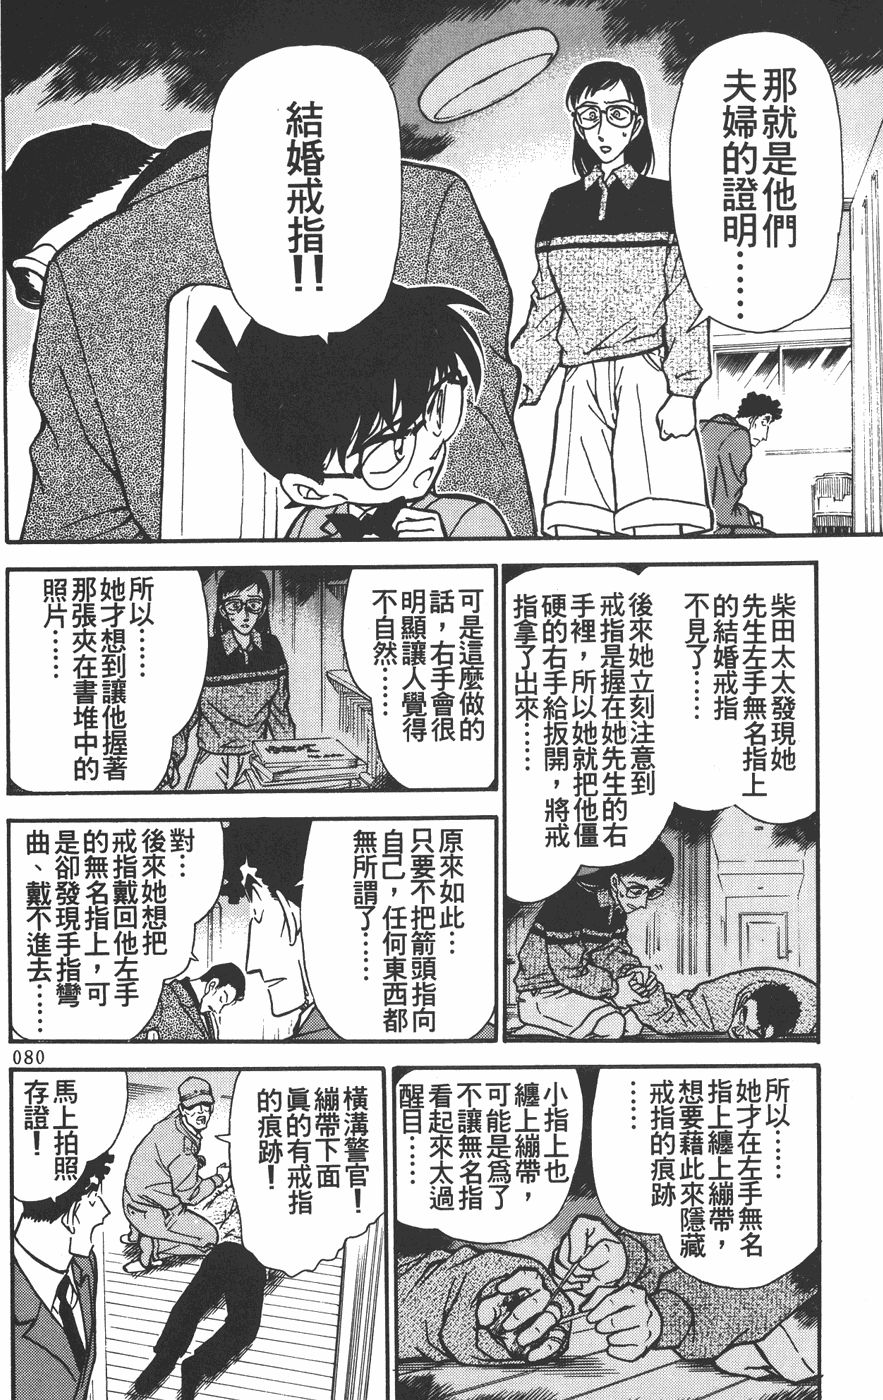 那就是他們
夫婦的證明……
結婚戒指!!
柴田太太發現她
先生左手無名指上
的結婚戒指
不見了……
後來她立刻注意到
戒指是握在她先生的右
手裡，所以她就把他僵
硬的右手給扳開，將戒
指拿了出來……
可是這麼做的
話，右手會很
明顯讓人覺得
不自然……
所以……
她才想到讓他握著
那張夾在書堆中的
照片……
原來如此…
只要不把箭頭指向
自己，任何東西都
無所謂了……
對…
後來她想把
戒指戴回他左手
的無名指上，可
是卻發現手指彎
曲、戴不進去……
080
所以……
她才在左手無名
指上纏上繃帶，
想要藉此來隱藏
戒指的痕跡
……
小指上也
纏上繃帶，
可能是為了
不讓無名指
看起來太過
醒目……
橫溝警官！
繃帶下面
真的有戒指
的痕跡！
馬上拍照
存證！